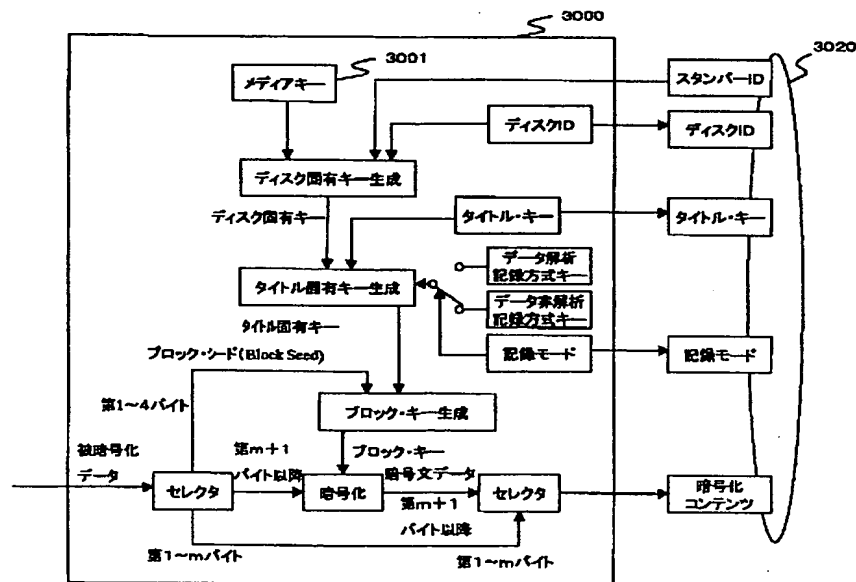 3000
3020
3001
メディアキー
スタンパーID
ディスクID
ディスクID
ディスク固有キー生成
ディスク固有キー
タイトル・キー
タイトル・キー
データ解析
記録方式キー
タイトル固有キー生成
データ非解析
記録方式キー
タイトル固有キー
記録モード
記録モード
ブロック・シード(Block Seed)
第1～4バイト
ブロック・キー生成
被暗号化
データ
第m+1
バイト以降
ブロック・キー
暗号文データ
セレクタ
暗号化
第m+1
バイト以降
セレクタ
暗号化
コンテンツ
第1～mバイト
第1～mバイト